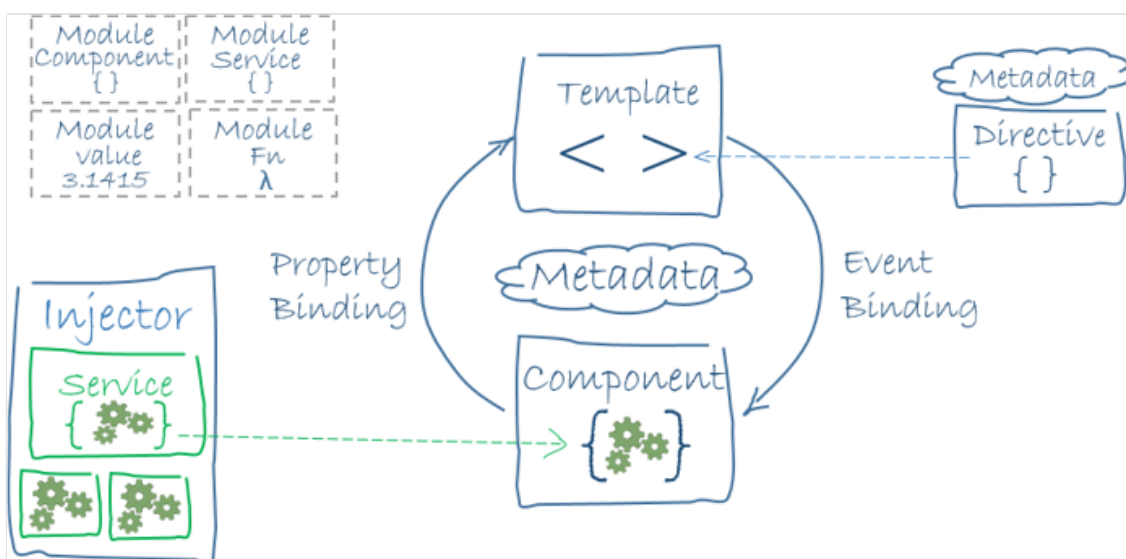 Module
Component
{ }
Module
Service
{ }
Module
value
3.1415
Module
Fn
λ
Template
< >
Metadata
Directive
{ }
Property
Binding
Metadata
Event
Binding
Injector
Service
{ }
Component
{ }